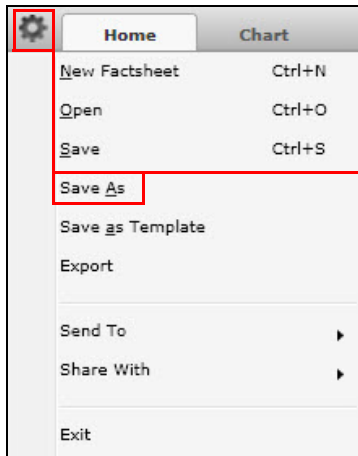 Home Chart
New Factsheet Ctrl+N
Open Ctrl+O
Save Ctrl+S
Save As
Save as Template
Export
Send To
Share With
Exit